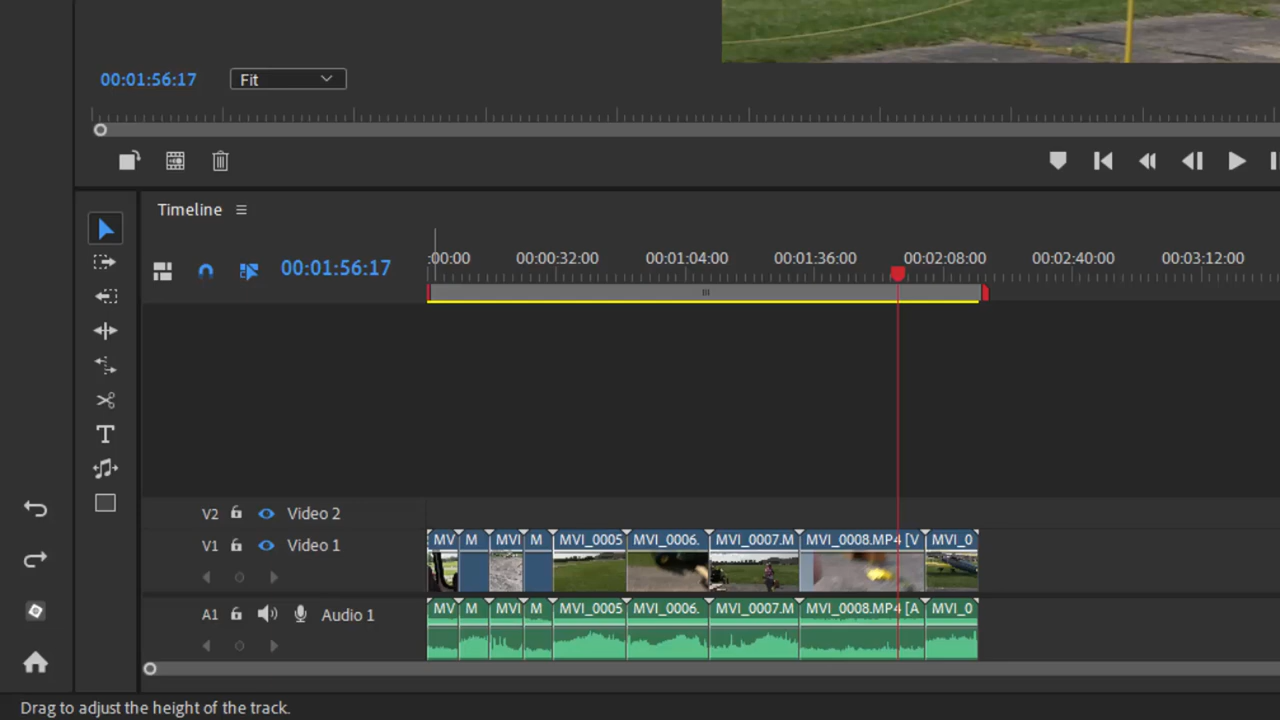 00:01:56:17 Fit
Timeline
00:01:56:17 :00:00 00:00:32:00 00:01:04:00 00:01:36:00 00:02:08:00 00:02:40:00 00:03:12:00
V2 Video 2
V1 Video 1 MV M MVI M MVI_0005 MVI_0006. MVI_0007.M MVI_0008.MP4 [V MVI_0
A1 Audio 1 MV M MVI M MVI_0005 MVI_0006. MVI_0007.M MVI_0008.MP4 [A MVI_0
Drag to adjust the height of the track.